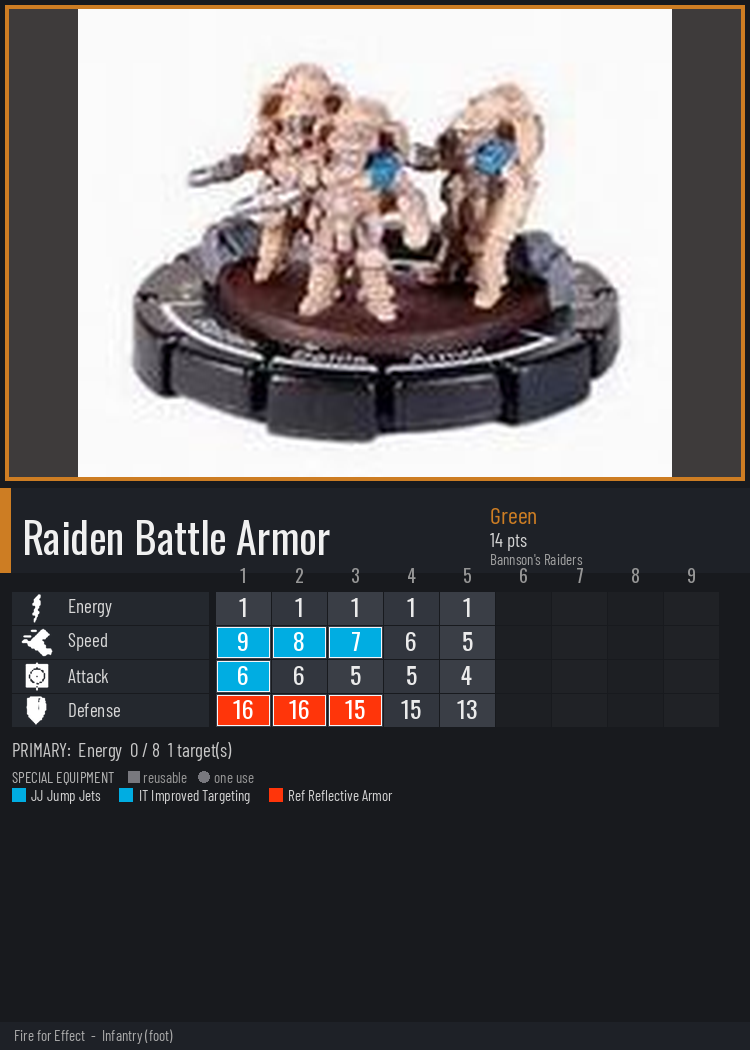 Raiden Battle Armor
Green
14 pts
Bannson's Raiders
1 2 3 4 5 6 7 8 9
Energy 1 1 1 1 1
Speed 9 8 7 6 5
Attack 6 6 5 5 4
Defense 16 16 15 15 13
PRIMARY: Energy 0 / 8 1 target(s)
SPECIAL EQUIPMENT reusable one use
JJ Jump Jets IT Improved Targeting Ref Reflective Armor
Fire for Effect - Infantry (foot)